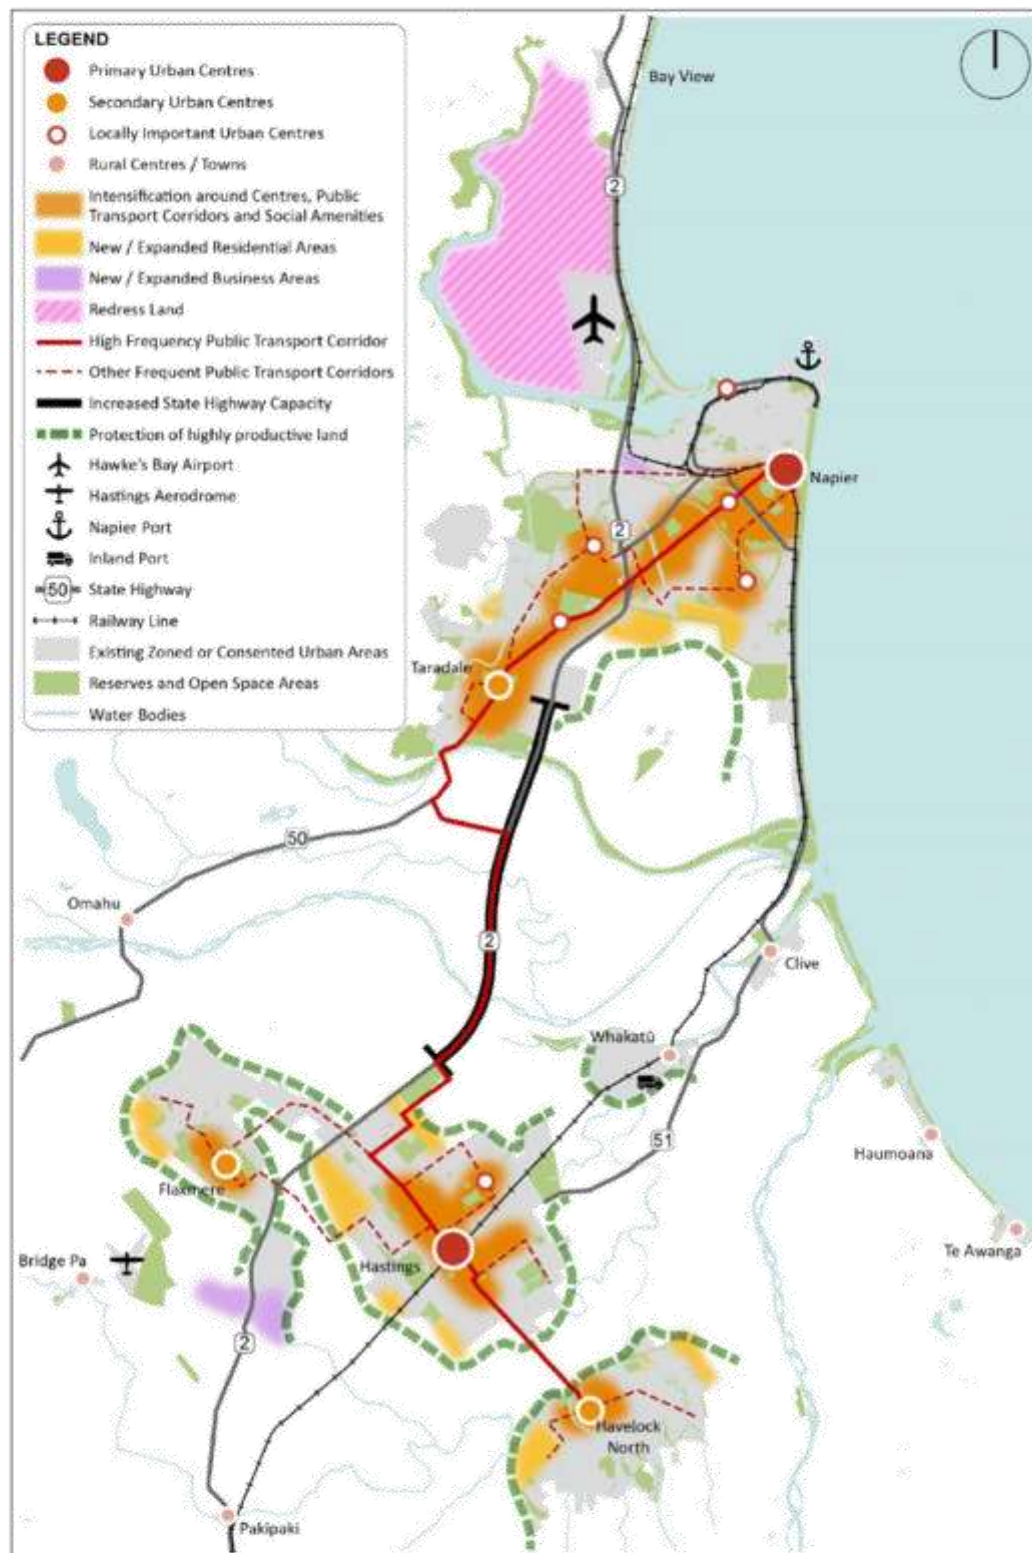 LEGEND
Primary Urban Centres
Secondary Urban Centres
Locally Important Urban Centres
Rural Centres / Towns
Intensification around Centres, Public
Transport Corridors and Social Amenities
New / Expanded Residential Areas
New / Expanded Business Areas
Redress Land
High Frequency Public Transport Corridor
Other Frequent Public Transport Corridors
Increased State Highway Capacity
Protection of highly productive land
Hawke's Bay Airport
Hastings Aerodrome
Napier Port
Inland Port
50 State Highway
Railway Line
Existing Zoned or Consented Urban Areas
Reserves and Open Space Areas
Water Bodies
Bay View
2
Napier
2
Taradale
50
Omahu
2
Clive
Whakatū
51
Haumoana
Flaxmere
Te Awanga
Bridge Pa
Hastings
2
Havelock
North
Pakipaki